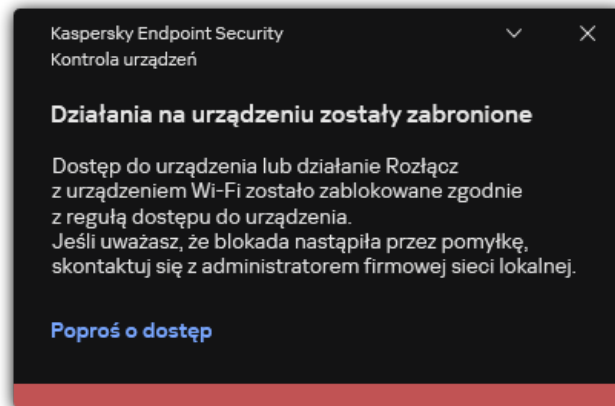 Kaspersky Endpoint Security
Kontrola urządzeń
Działania na urządzeniu zostały zabronione
Dostęp do urządzenia lub działanie Rozłącz
z urządzeniem Wi-Fi zostało zablokowane zgodnie
z regułą dostępu do urządzenia.
Jeśli uważasz, że blokada nastąpiła przez pomyłkę,
skontaktuj się z administratorem firmowej sieci lokalnej.
Poproś o dostęp